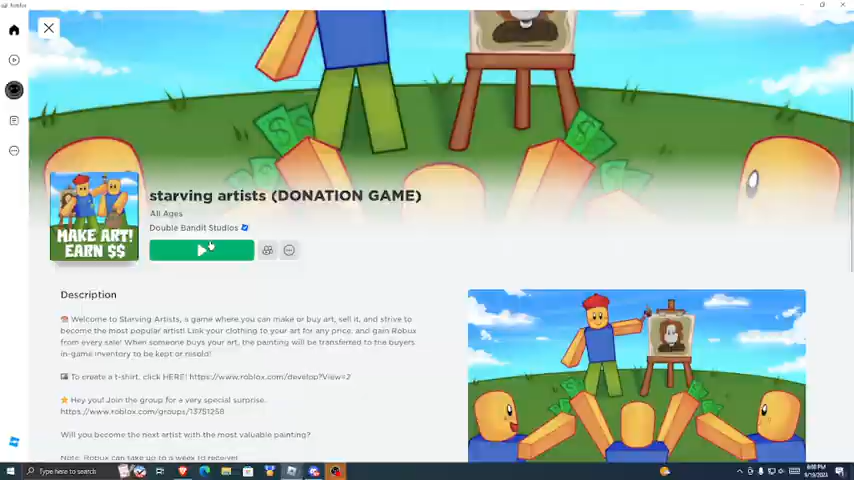 Roblox
starving artists (DONATION GAME)
All Ages
Double Bandit Studios
MAKE ART!
EARN $$
Description
Welcome to Starving Artists, a game where you can make or buy art, sell it, and strive to
become the most popular artist! Link your clothing to your art for any price, and gain Robux
from every sale! When someone buys your art, the painting will be transferred to the buyers
in-game inventory to be kept or resold!
To create a t-shirt, click HERE! https://www.roblox.com/develop?View=2
Hey you! Join the group for a very special surprise.
https://www.roblox.com/groups/13751258
Will you become the next artist with the most valuable painting?
Note: Robux can take up to a week to receive!
Type here to search